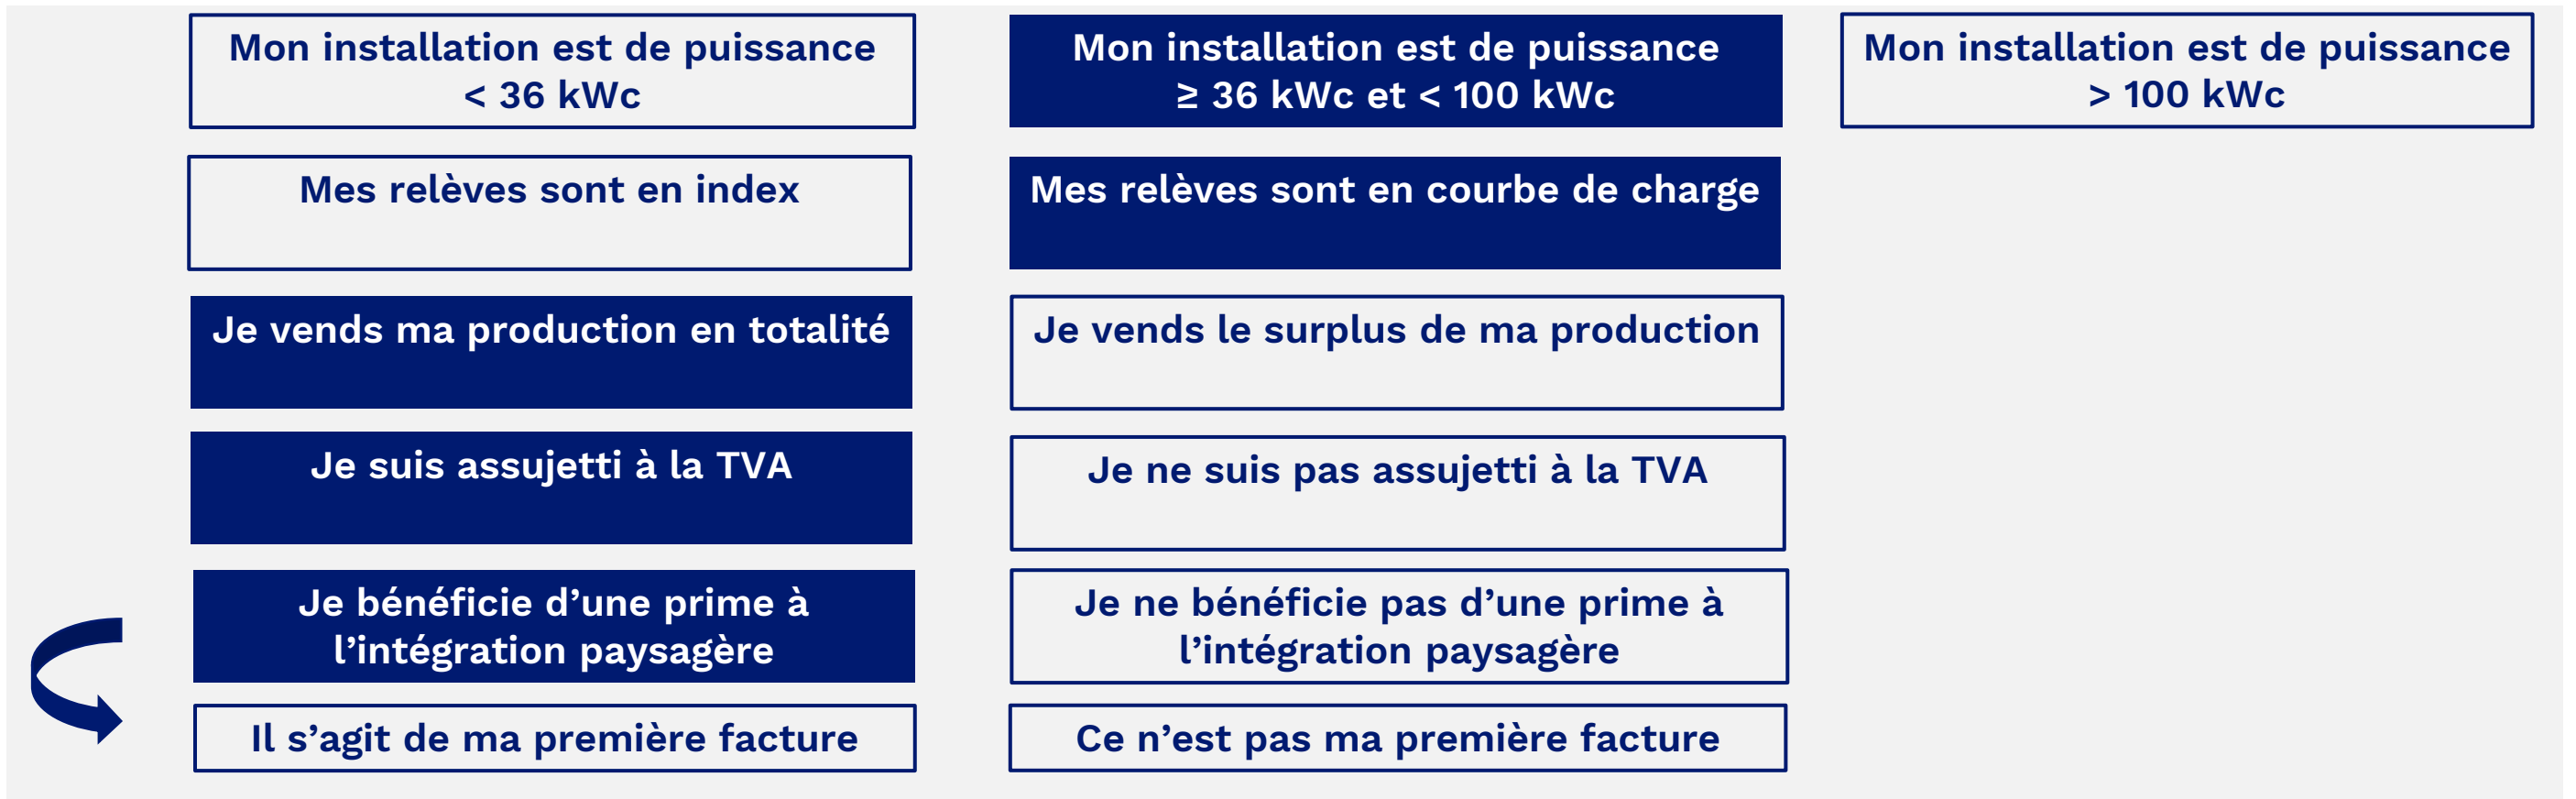 Mon installation est de puissance
< 36 kWc
Mon installation est de puissance
≥ 36 kWc et < 100 kWc
Mon installation est de puissance
> 100 kWc
Mes relèves sont en index
Mes relèves sont en courbe de charge
Je vends ma production en totalité
Je vends le surplus de ma production
Je suis assujetti à la TVA
Je ne suis pas assujetti à la TVA
Je bénéficie d’une prime à
l’intégration paysagère
Je ne bénéficie pas d’une prime à
l’intégration paysagère
Il s’agit de ma première facture
Ce n’est pas ma première facture